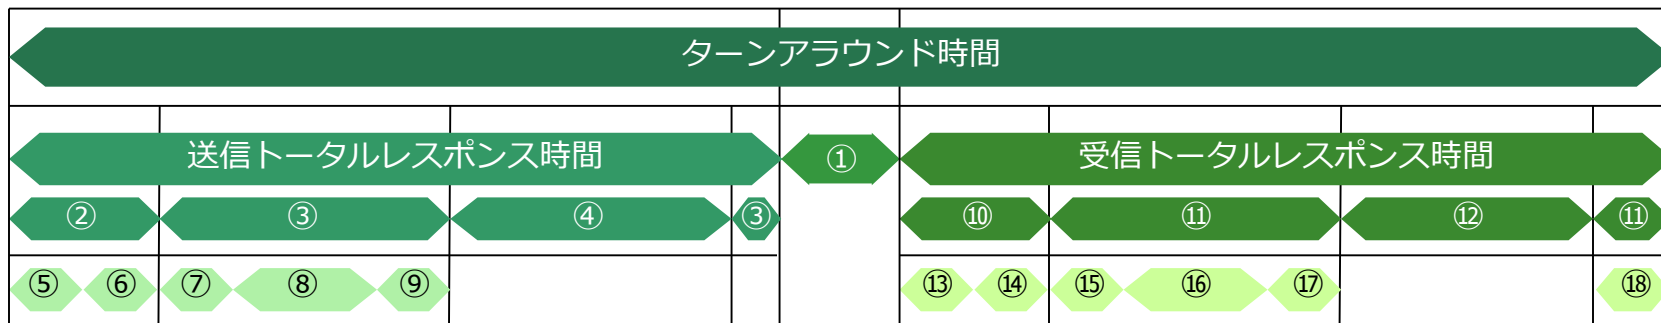 ターンアラウンド時間
送信トータルレスポンス時間 ① 受信トータルレスポンス時間
② ③ ④ ③ ⑩ ⑪ ⑫ ⑪
⑤ ⑥ ⑦ ⑧ ⑨ ⑬ ⑭ ⑮ ⑯ ⑰ ⑱